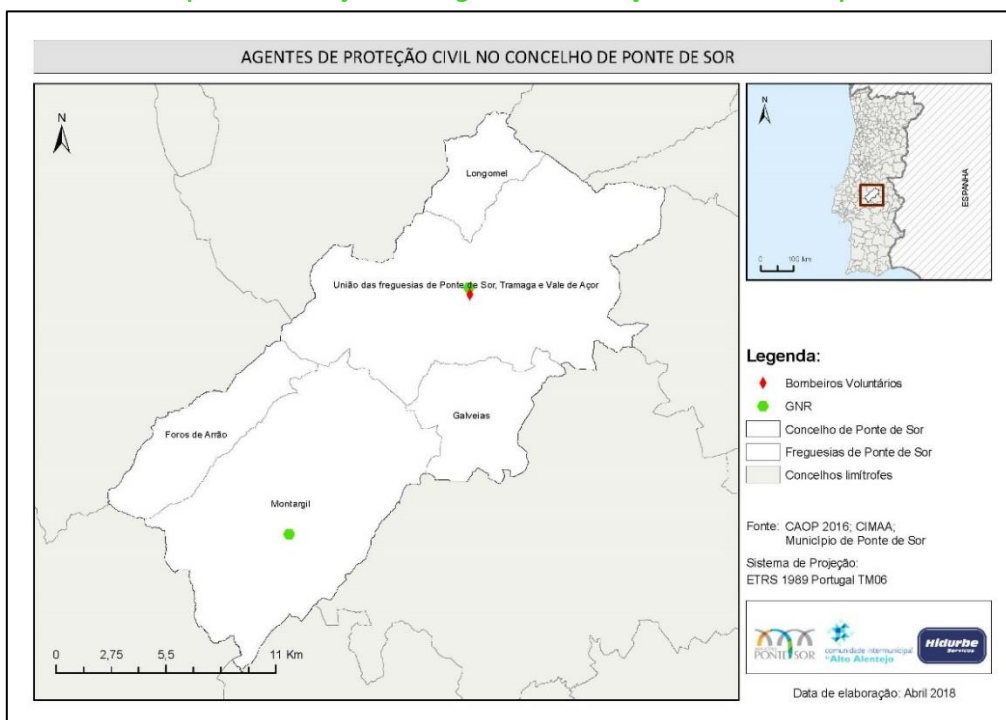 AGENTES DE PROTEÇÃO CIVIL NO CONCELHO DE PONTE DE SOR
N
Longomel
União das freguesias de Ponte de Sor, Tramaga e Vale de Açor
Galveias
Foros de Arrão
Montargil
0 2,75 5,5 11 Km
N
ESPANHA
0 100 km
Legenda:
Bombeiros Voluntários
GNR
Concelho de Ponte de Sor
Freguesias de Ponte de Sor
Concelhos limítrofes
Fonte: CAOP 2016; CIMAA;
Município de Ponte de Sor
Sistema de Projeção:
ETRS 1989 Portugal TM06
PONTE SOR
comunidade intermunicipal
do Alto Alentejo
Hidurbe
Serviços
Data de elaboração: Abril 2018